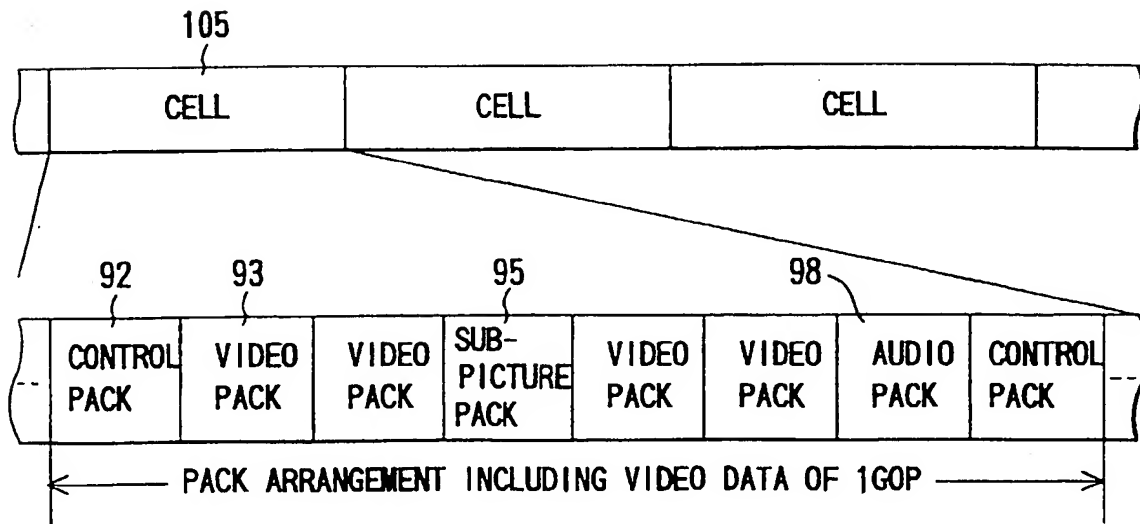 105
CELL CELL CELL
92 93 95 98
CONTROL PACK VIDEO PACK VIDEO PACK SUB-PICTURE PACK VIDEO PACK VIDEO PACK AUDIO PACK CONTROL PACK
PACK ARRANGEMENT INCLUDING VIDEO DATA OF 1GOP